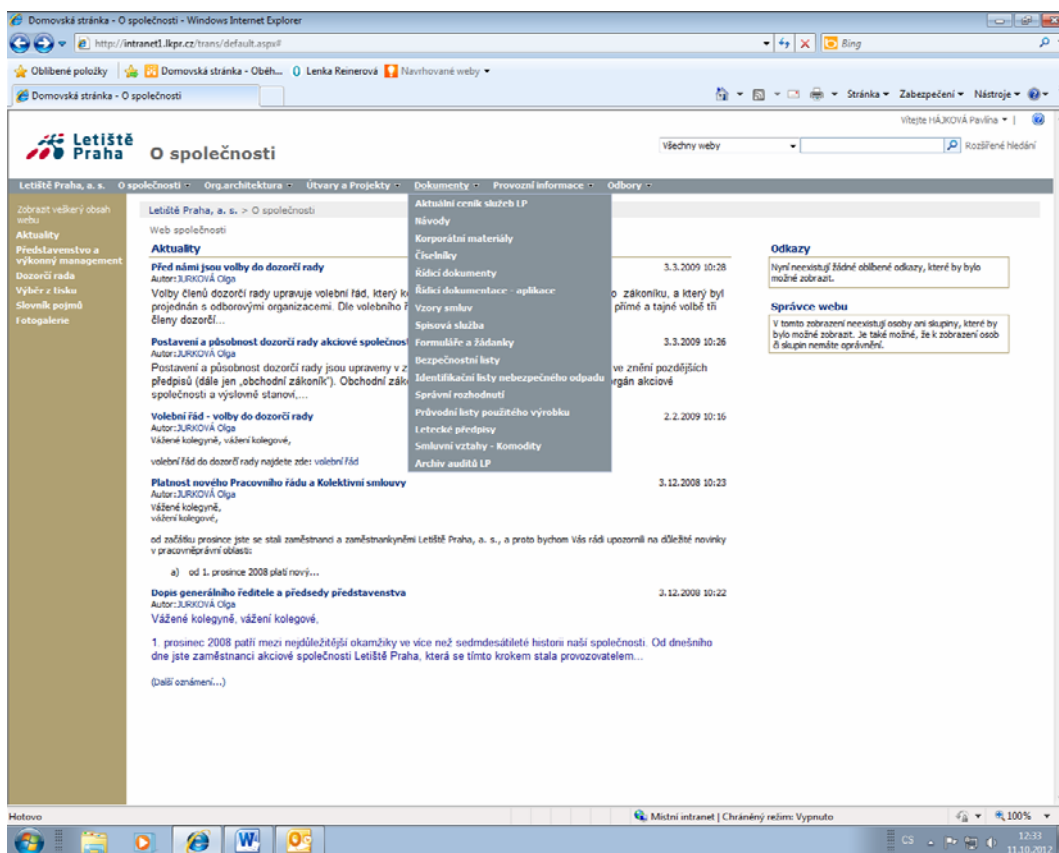 Domovská stránka - O společnosti - Windows Internet Explorer
http://intranet1.lkpr.cz/trans/default.aspx#
Bing
Oblíbené položky
Domovská stránka - Oběh...
Lenka Reinerová
Navrhované weby
Domovská stránka - O společnosti
Stránka
Zabezpečení
Nástroje
Vítejte HÁJKOVÁ Pavlína
Letiště
Praha
O společnosti
Všechny weby
Rozšířené hledání
Letiště Praha, a. s.
O společnosti
Org.architektura
Útvary a Projekty
Dokumenty
Provozní informace
Odbory
Zobrazit veškerý obsah
webu
Aktuality
Představenstvo a
výkonný management
Dozorčí rada
Výběr z tisku
Slovník pojmů
Fotogalerie
Aktuální ceník služeb LP
Návody
Korporátní materiály
Číselníky
Řídicí dokumenty
Řídicí dokumentace - aplikace
Vzory smluv
Spisová služba
Formuláře a žádanky
Bezpečnostní listy
Identifikační listy nebezpečného odpadu
Správní rozhodnutí
Průvodní listy použitého výrobku
Letecké předpisy
Smluvní vztahy - Komodity
Archiv auditů LP
Letiště Praha, a. s. > O společnosti
Web společnosti
Aktuality
Před námi jsou volby do dozorčí rady 3.3.2009 10:28
Autor: JURKOVÁ Olga
Volby členů dozorčí rady upravuje volební řád, který zákoníku, a který byl
projednán s odborovými organizacemi. Dle volebního přímé a tajné volbě tři
členy dozorčí...
Postavení a působnost dozorčí rady akciové 3.3.2009 10:26
Autor: JURKOVÁ Olga
Postavení a působnost dozorčí rady jsou upraveny v ve znění pozdějších
předpisů (dále jen „obchodní zákoník“). Obchodní akciové
společnosti a výslovně stanoví,...
Volební řád - volby do dozorčí rady 2.2.2009 10:16
Autor: JURKOVÁ Olga
Vážené kolegyně, vážení kolegové,
volební řád do dozorčí rady najdete zde: volební řád
Platnost nového Pracovního řádu a Kolektivní smlouvy 3.12.2008 10:23
Autor: JURKOVÁ Olga
Vážené kolegyně,
vážení kolegové,
od začátku prosince jste se stali zaměstnanci a zaměstnankyněmi Letiště Praha, a. s., a proto bychom Vás rádi upozornili na důležité novinky
v pracovněprávní oblasti:
a) od 1. prosince 2008 platí nový...
Dopis generálního ředitele a předsedy představenstva 3.12.2008 10:22
Autor: JURKOVÁ Olga
Vážené kolegyně, vážení kolegové,
1. prosinec 2008 patří mezi nejdůležitější okamžiky ve více než sedmdesátileté historii naší společnosti. Od dnešního
dne jste zaměstnanci akciové společnosti Letiště Praha, která se tímto krokem stala provozovatelem...
(Další oznámení...)
Odkazy
Nyní neexistují žádné oblíbené odkazy, které by bylo
možné zobrazit.
Správce webu
V tomto zobrazení neexistují osoby ani skupiny, které by
bylo možné zobrazit. Je také možné, že k zobrazení osob
či skupin nemáte oprávnění.
Hotovo
Místní intranet | Chráněný režim: Vypnuto
100%
CS
12:33
11.10.2012